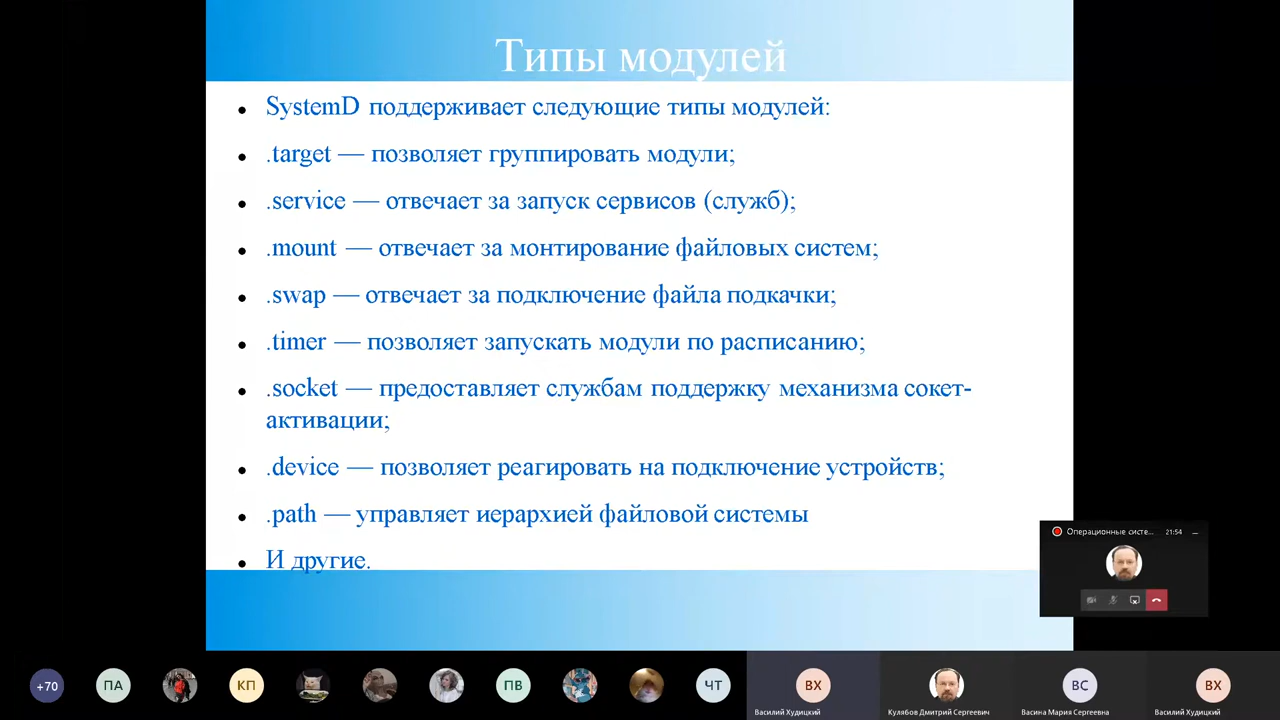 Типы модулей
SystemD поддерживает следующие типы модулей:
.target — позволяет группировать модули;
.service — отвечает за запуск сервисов (служб);
.mount — отвечает за монтирование файловых систем;
.swap — отвечает за подключение файла подкачки;
.timer — позволяет запускать модули по расписанию;
.socket — предоставляет службам поддержку механизма сокет-
активации;
.device — позволяет реагировать на подключение устройств;
.path — управляет иерархией файловой системы
И другие.
Операционные систе... 21:54
+70 ПА КП ПВ ЧТ ВХ ВС ВХ
Василий Худицкий Кулябов Дмитрий Сергеевич Васина Мария Сергеевна Василий Худицкий